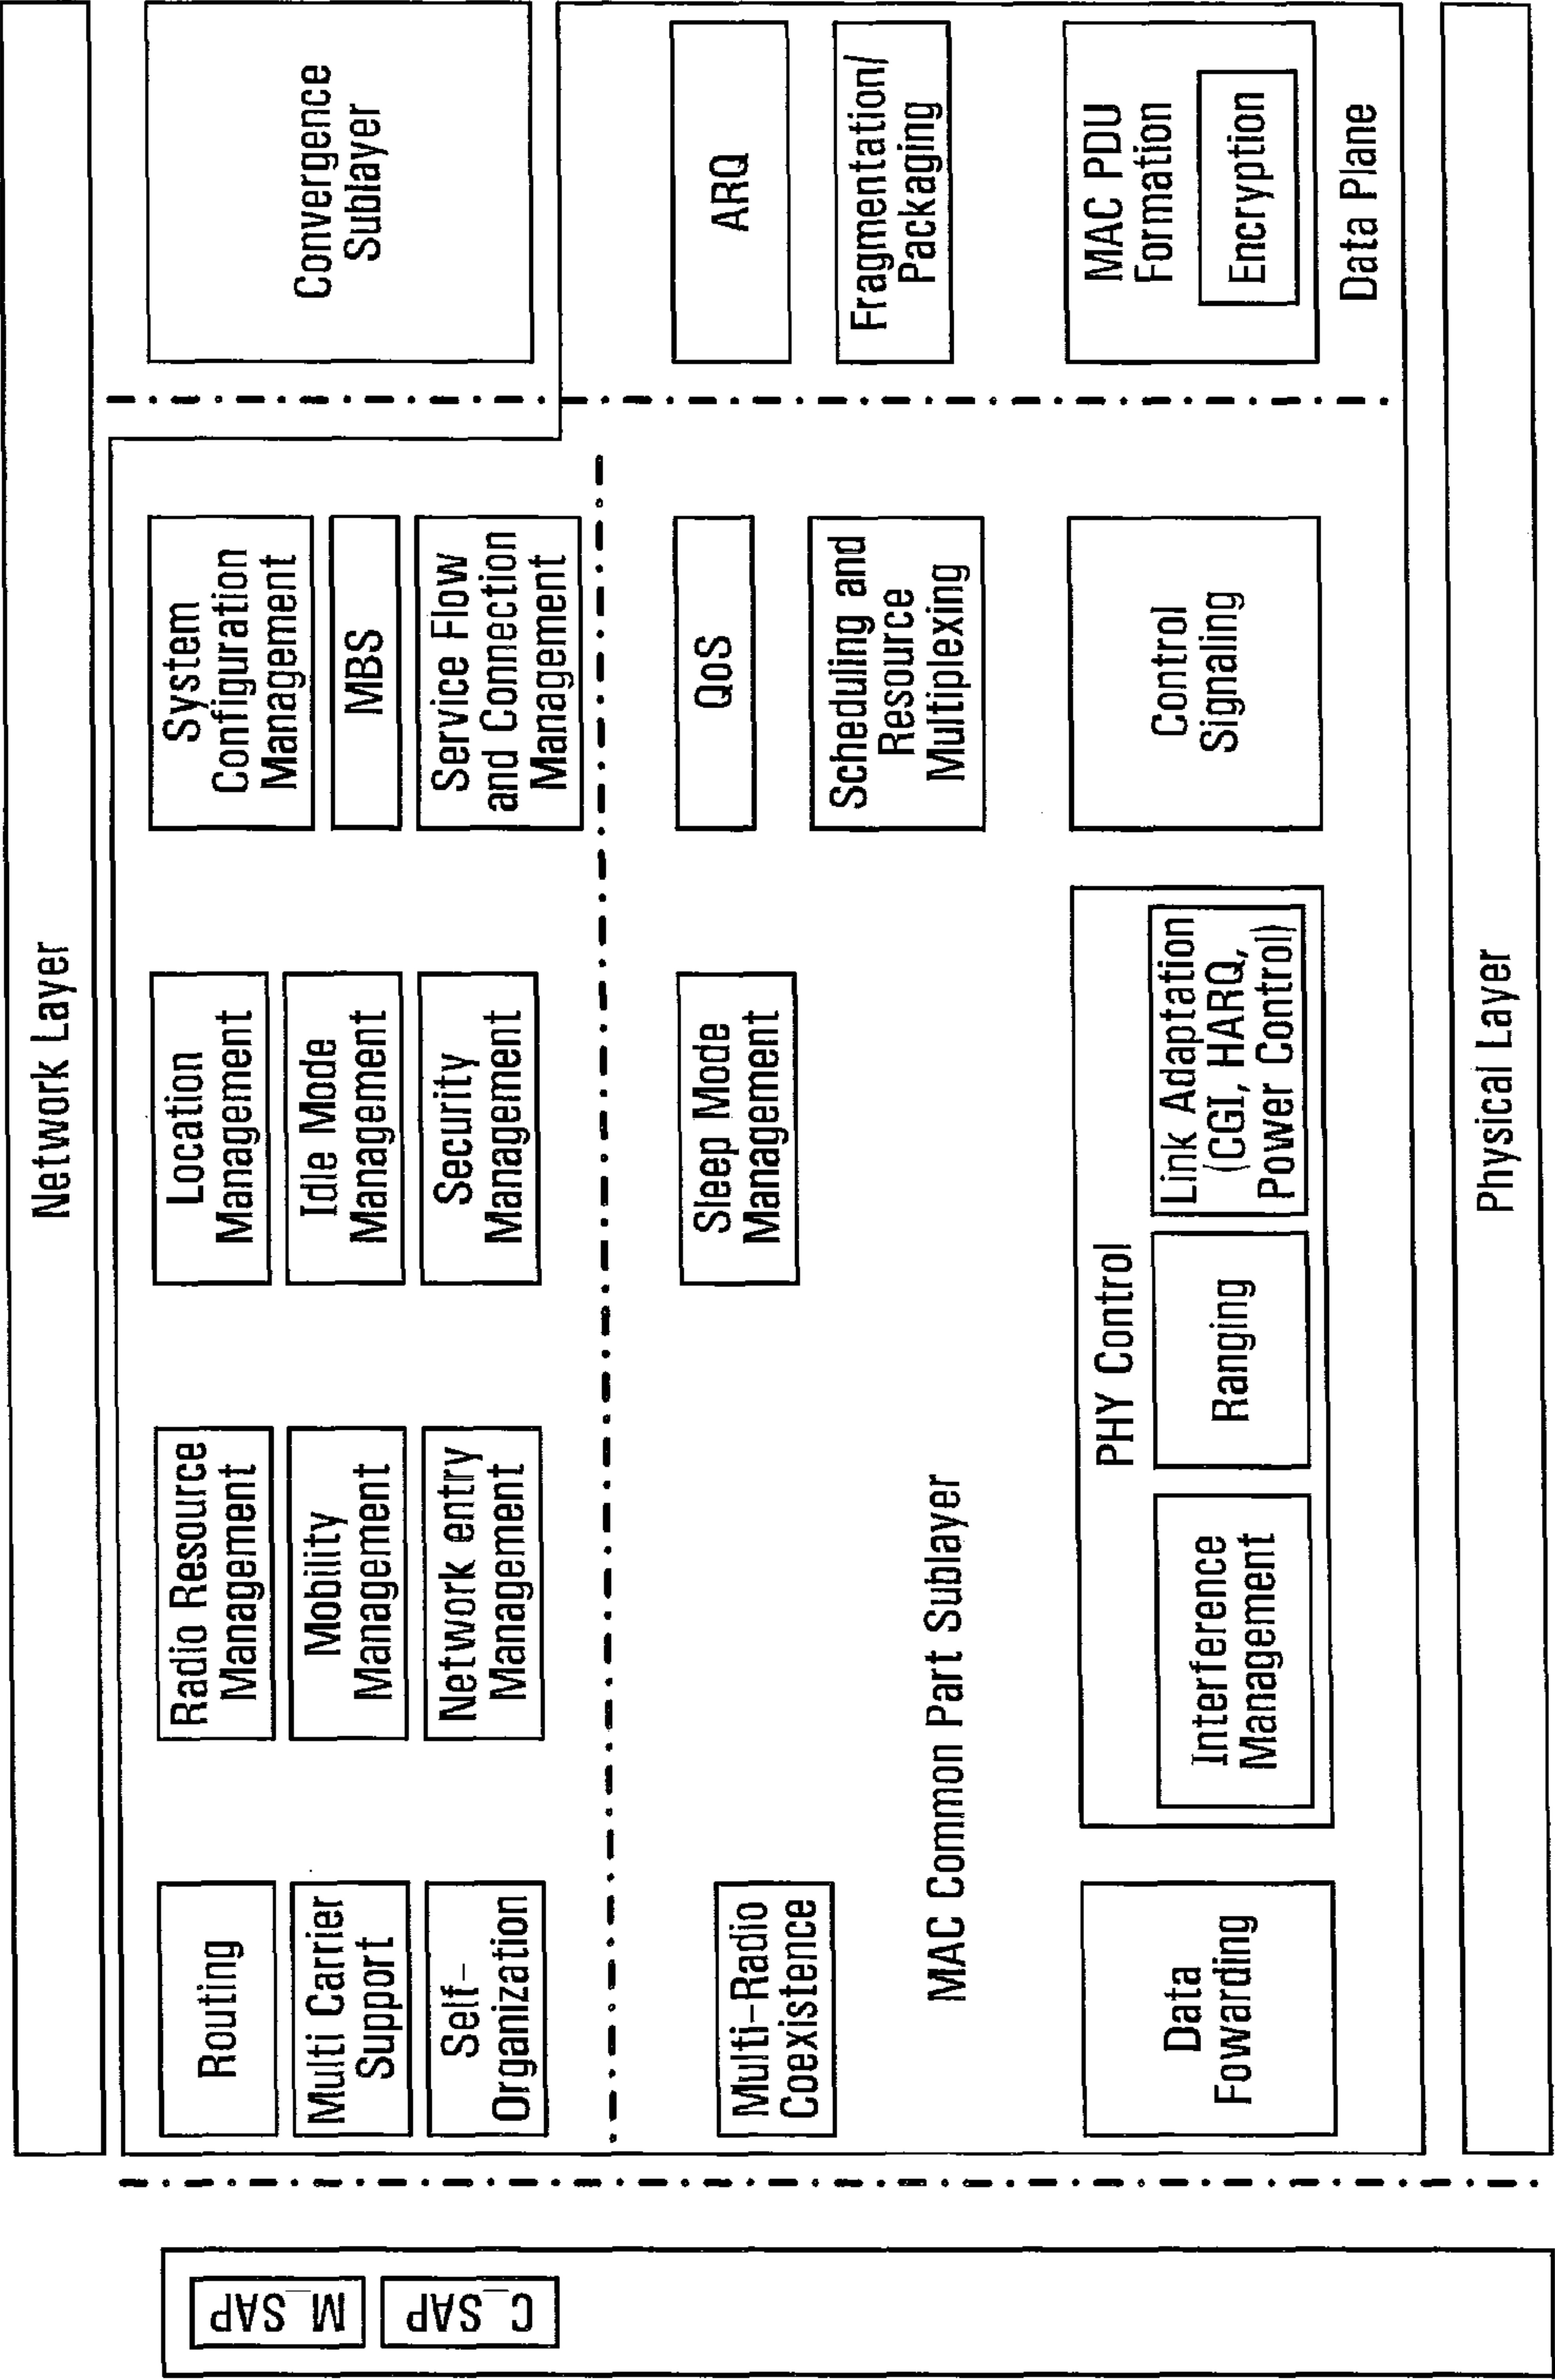 Network Layer
M_SAP
C_SAP
Routing
Multi Carrier
Support
Self-
Organization
Radio Resource
Management
Mobility
Management
Network entry
Management
Location
Management
Idle Mode
Management
Security
Management
System
Configuration
Management
MBS
Service Flow
and Connection
Management
Convergence
Sublayer
Multi-Radio
Coexistence
Sleep Mode
Management
QoS
Scheduling and
Resource
Multiplexing
ARQ
Fragmentation/
Packaging
MAC Common Part Sublayer
Data
Fowarding
PHY Control
Interference
Management
Ranging
Link Adaptation
(CGI, HARQ,
Power Control)
Control
Signaling
MAC PDU
Formation
Encryption
Data Plane
Physical Layer